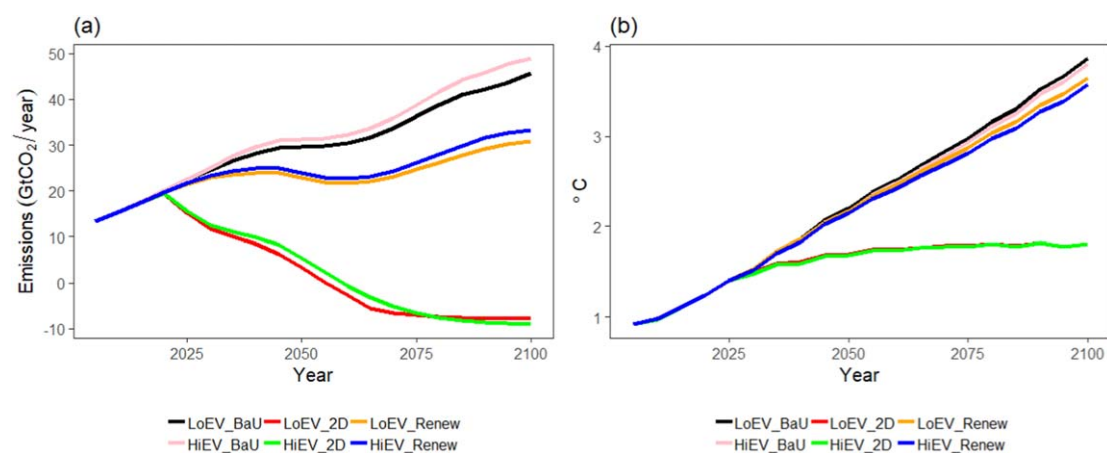 (a)
Emissions (GtCO₂/year)
50
40
30
20
10
0
-10
2025
2050
2075
2100
Year
LoEV_BaU LoEV_2D LoEV_Renew
HiEV_BaU HiEV_2D HiEV_Renew
(b)
°C
4
3
2
1
2025
2050
2075
2100
Year
LoEV_BaU LoEV_2D LoEV_Renew
HiEV_BaU HiEV_2D HiEV_Renew